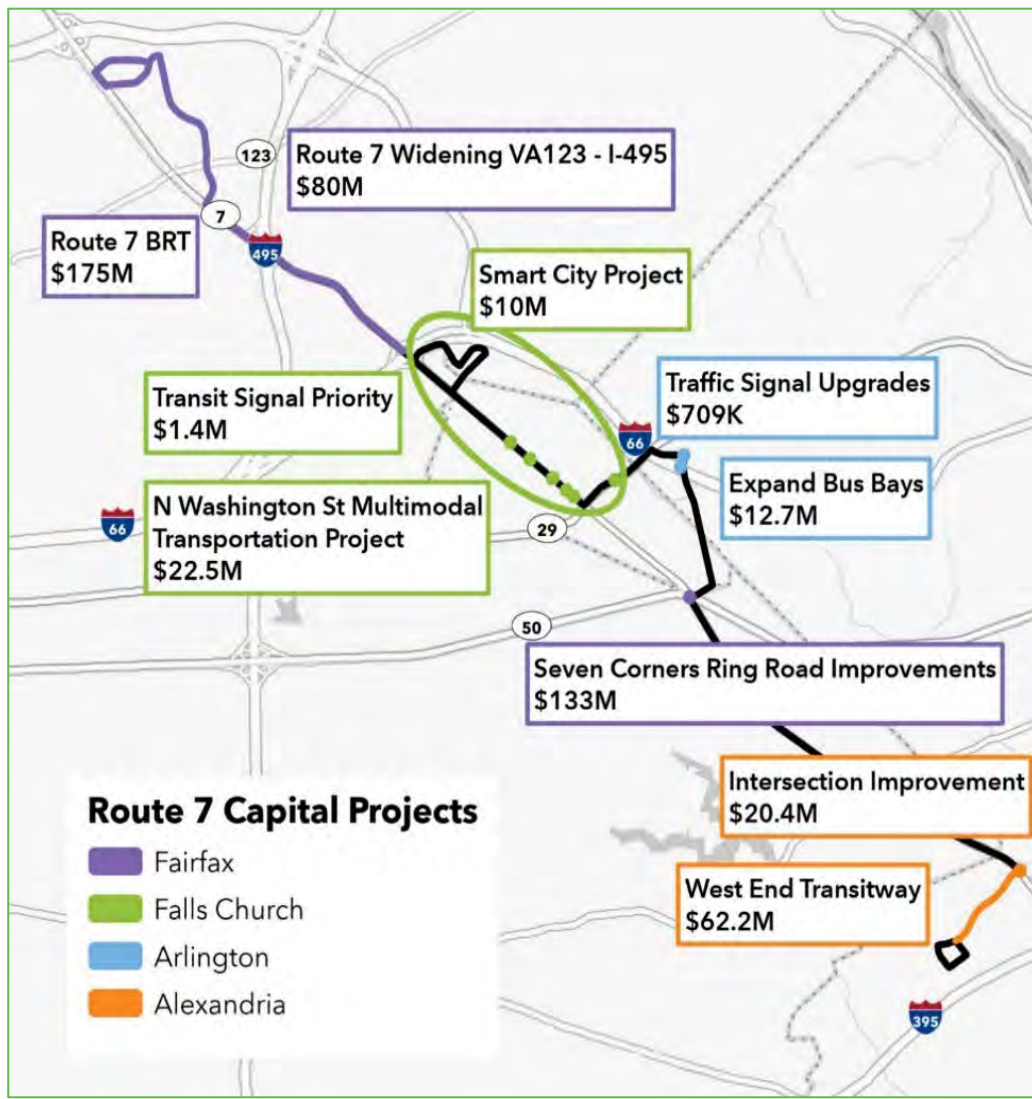 123
Route 7 Widening VA123 - I-495
$80M
7
Route 7 BRT
$175M
495
Smart City Project
$10M
Transit Signal Priority
$1.4M
Traffic Signal Upgrades
$709K
66
Expand Bus Bays
$12.7M
N Washington St Multimodal
Transportation Project
$22.5M
66
29
50
Seven Corners Ring Road Improvements
$133M
Intersection Improvement
$20.4M
West End Transitway
$62.2M
395
Route 7 Capital Projects
Fairfax
Falls Church
Arlington
Alexandria